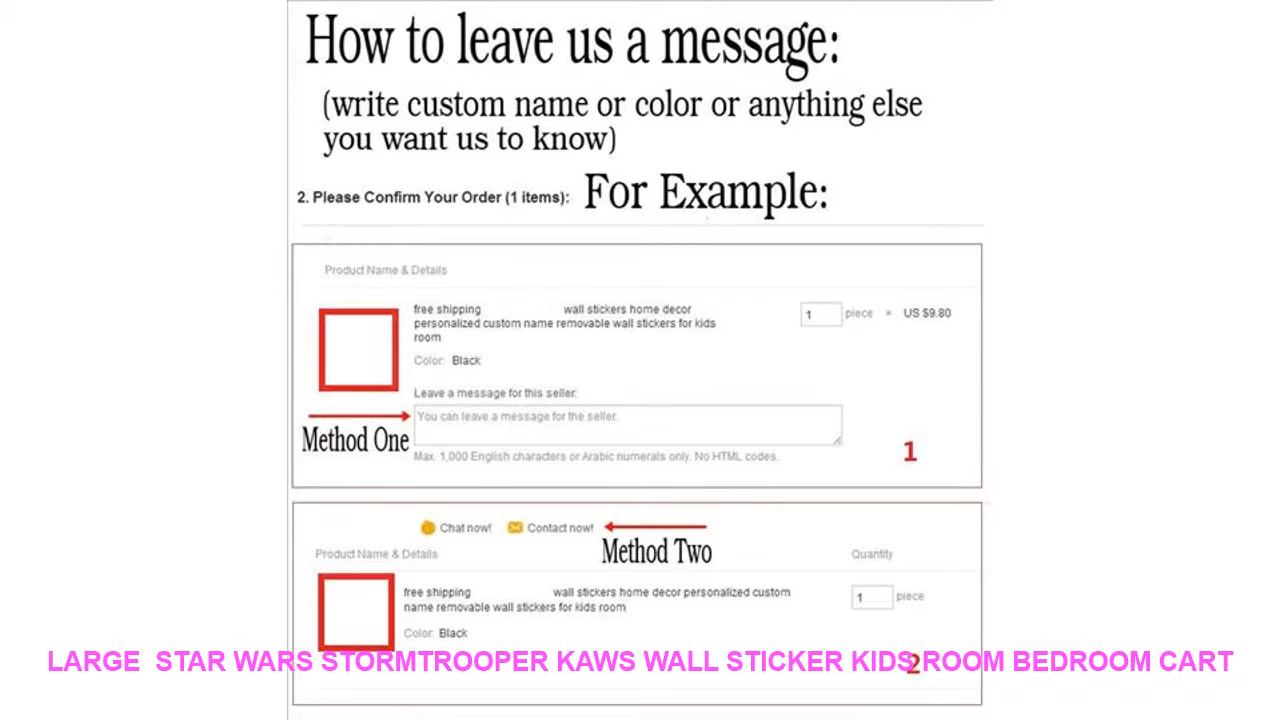 How to leave us a message:
(write custom name or color or anything else
you want us to know)
2. Please Confirm Your Order (1 items): For Example:
Product Name & Details
free shipping wall stickers home decor
personalized custom name removable wall stickers for kids
room
1 piece × US $9.80
Color: Black
Leave a message for this seller:
You can leave a message for the seller.
Method One
Max. 1,000 English characters or Arabic numerals only. No HTML codes.
1
Chat now! Contact now!
Method Two
Product Name & Details Quantity
free shipping wall stickers home decor personalized custom
name removable wall stickers for kids room
1 piece
Color: Black
2
LARGE STAR WARS STORMTROOPER KAWS WALL STICKER KIDS ROOM BEDROOM CART